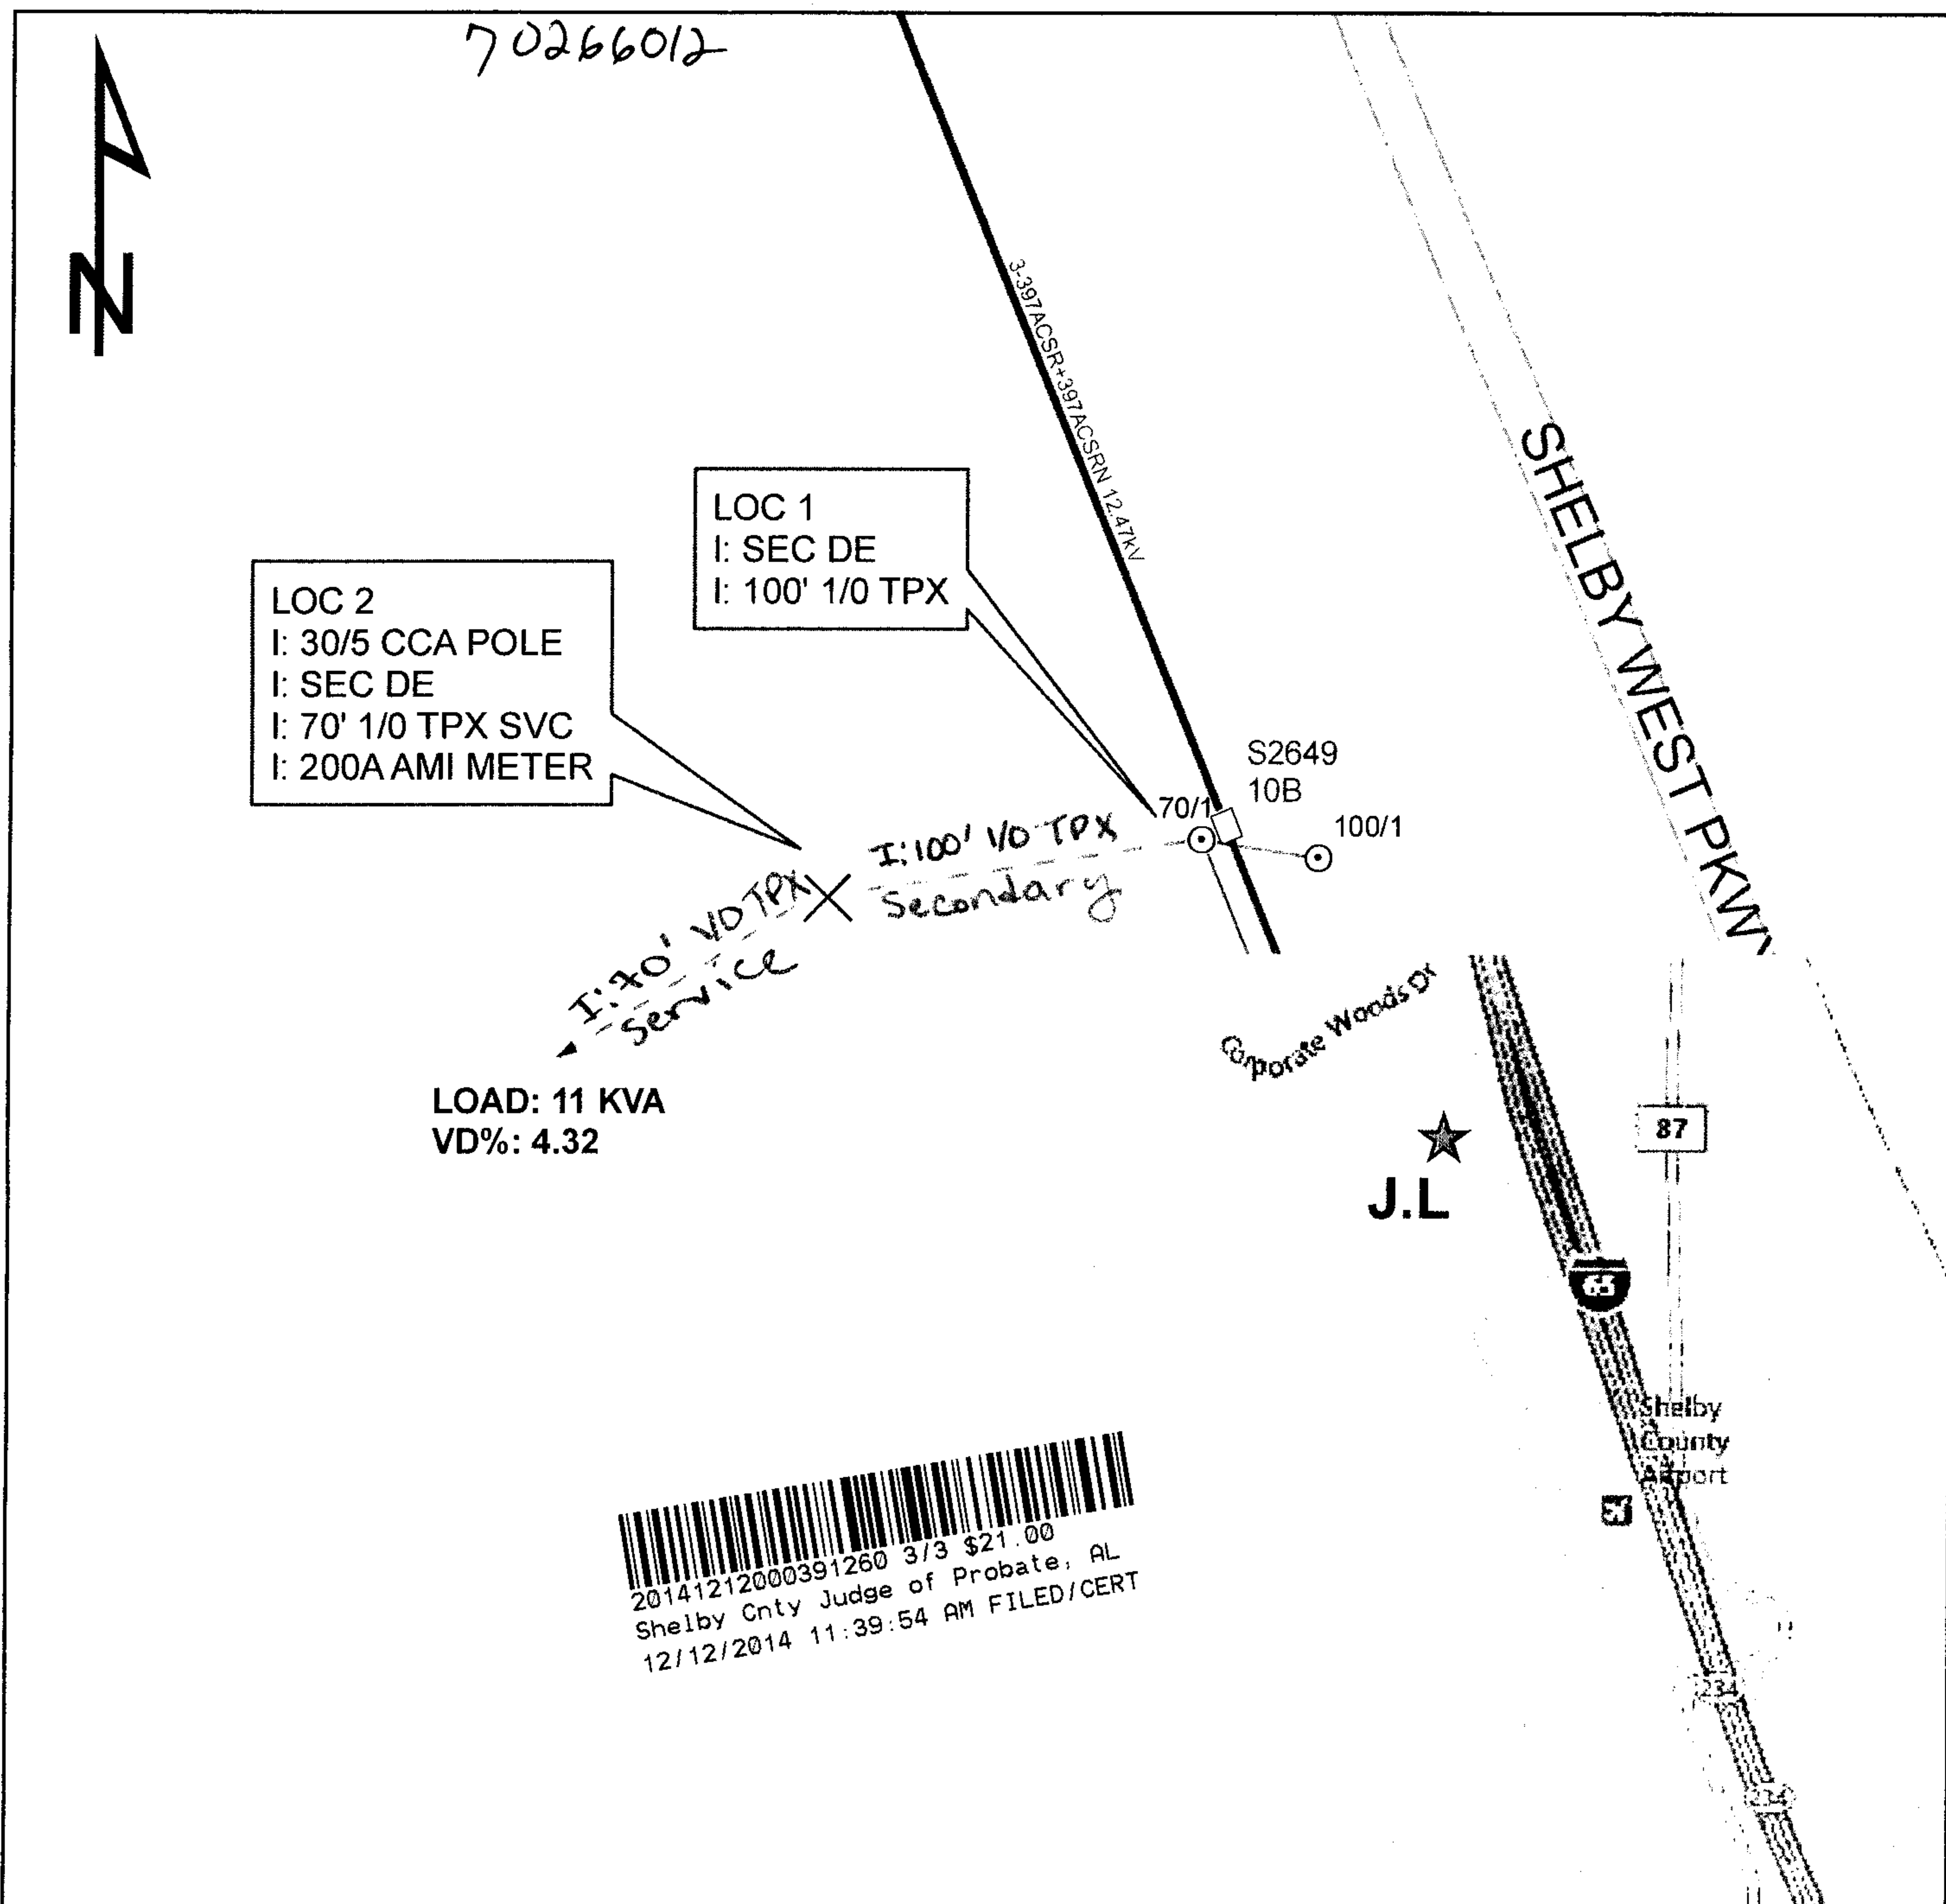 70266012
N
3-397ACSR+397ACSRN 12.47kV
SHELBY WEST PKWY
LOC 1
I: SEC DE
I: 100' 1/0 TPX
LOC 2
I: 30/5 CCA POLE
I: SEC DE
I: 70' 1/0 TPX SVC
I: 200A AMI METER
S2649
10B
70/1
100/1
I: 100' 1/0 TPX
Secondary
I: 70' 1/0 TPX
Service
LOAD: 11 KVA
VD%: 4.32
Corporate Woods Dr
87
J.L
65
Shelby
County
Airport
20141212000391260 3/3 $21.00
Shelby Cnty Judge of Probate, AL
12/12/2014 11:39:54 AM FILED/CERT
234
234